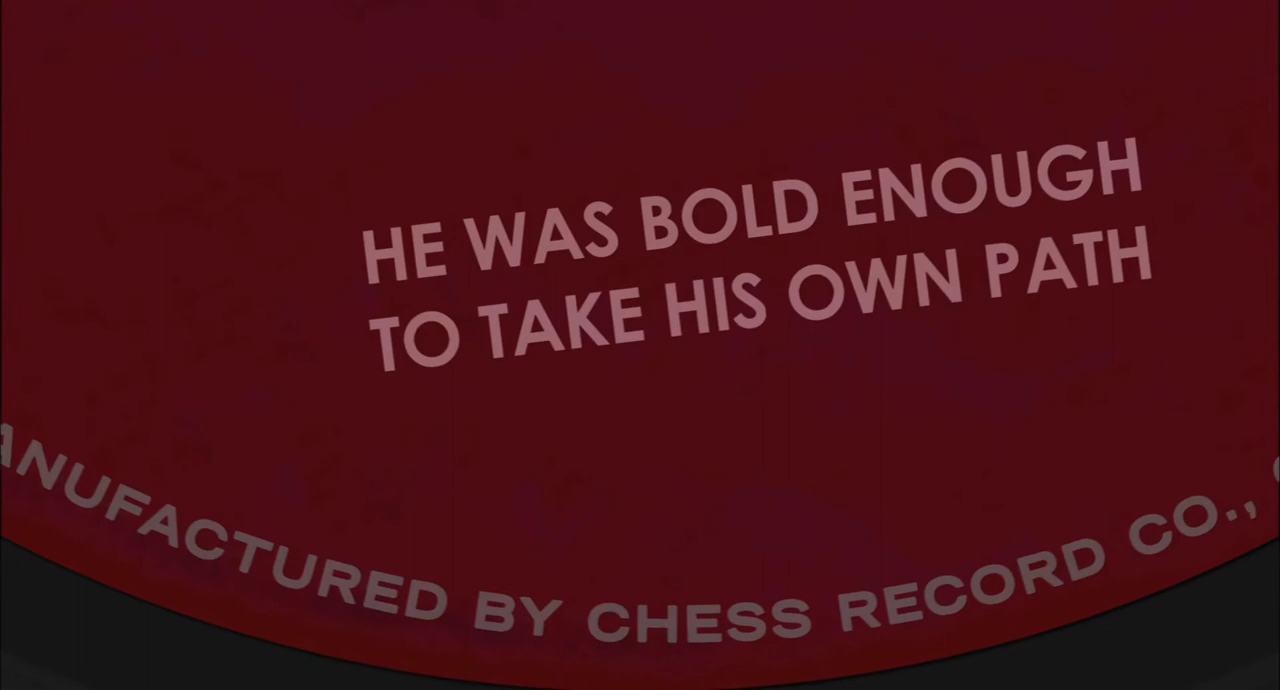 HE WAS BOLD ENOUGH
TO TAKE HIS OWN PATH
ANUFACTURED BY CHESS RECORD CO.,